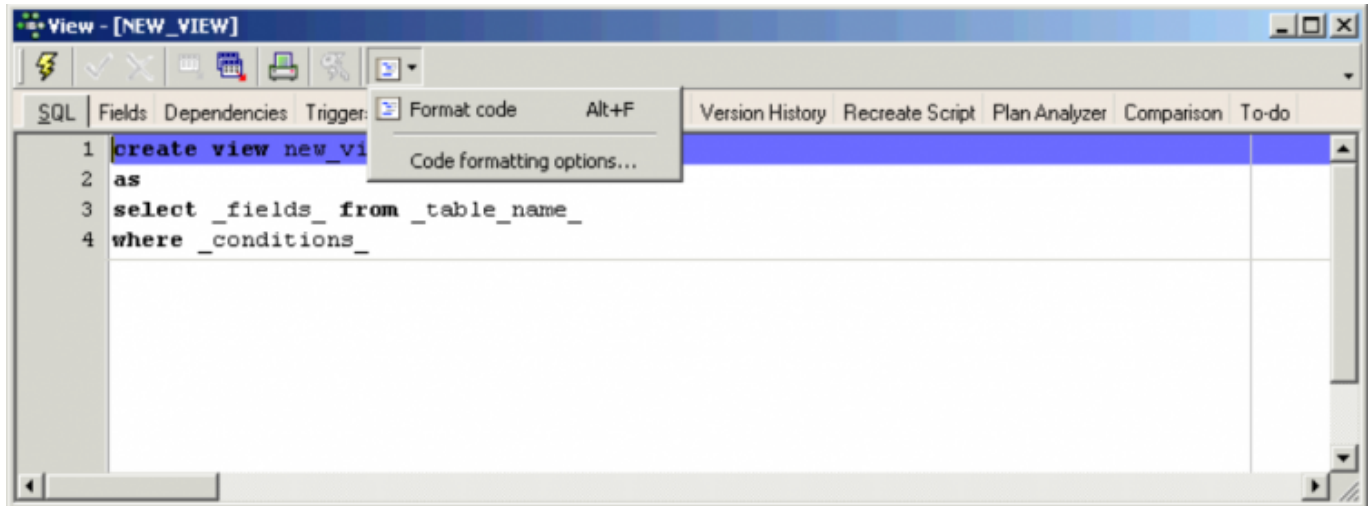 View - [NEW_VIEW]
SQL Fields Dependencies Trigger Version History Recreate Script Plan Analyzer Comparison To-do
Format code Alt+F
Code formatting options...
1 create view new_vi
2 as
3 select _fields_ from _table_name_
4 where _conditions_